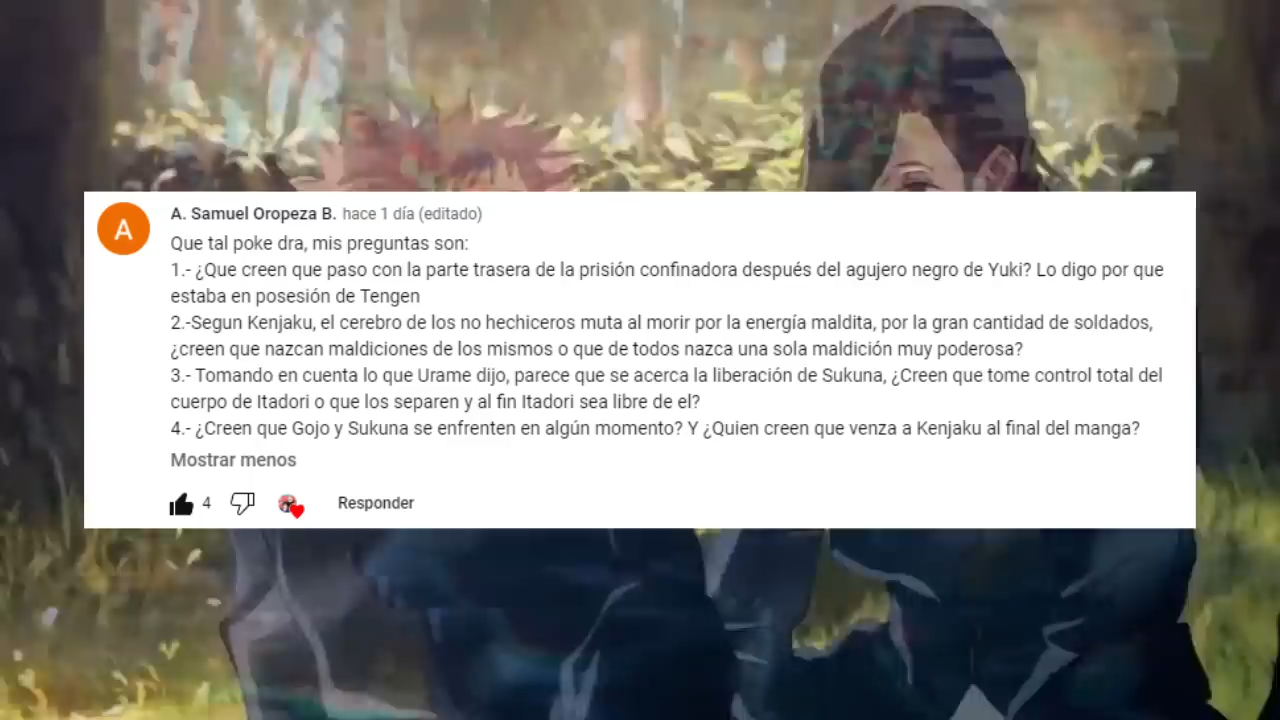 A
A. Samuel Oropeza B. hace 1 día (editado)
Que tal poke dra, mis preguntas son:
1.- ¿Que creen que paso con la parte trasera de la prisión confinadora después del agujero negro de Yuki? Lo digo por que
estaba en posesión de Tengen
2.-Segun Kenjaku, el cerebro de los no hechiceros muta al morir por la energía maldita, por la gran cantidad de soldados,
¿creen que nazcan maldiciones de los mismos o que de todos nazca una sola maldición muy poderosa?
3.- Tomando en cuenta lo que Urame dijo, parece que se acerca la liberación de Sukuna, ¿Creen que tome control total del
cuerpo de Itadori o que los separen y al fin Itadori sea libre de el?
4.- ¿Creen que Gojo y Sukuna se enfrenten en algún momento? Y ¿Quien creen que venza a Kenjaku al final del manga?
Mostrar menos
4 Responder